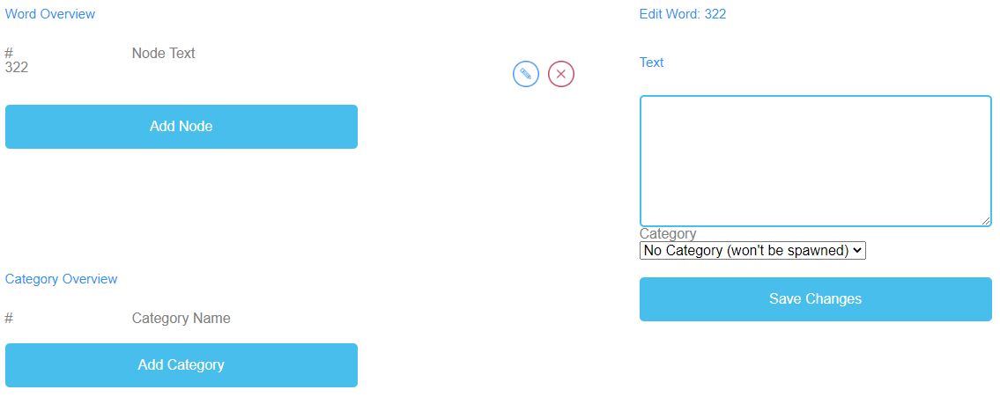 Word Overview
# Node Text
322
Add Node
Category Overview
# Category Name
Add Category
Edit Word: 322
Text
Category
No Category (won't be spawned)
Save Changes